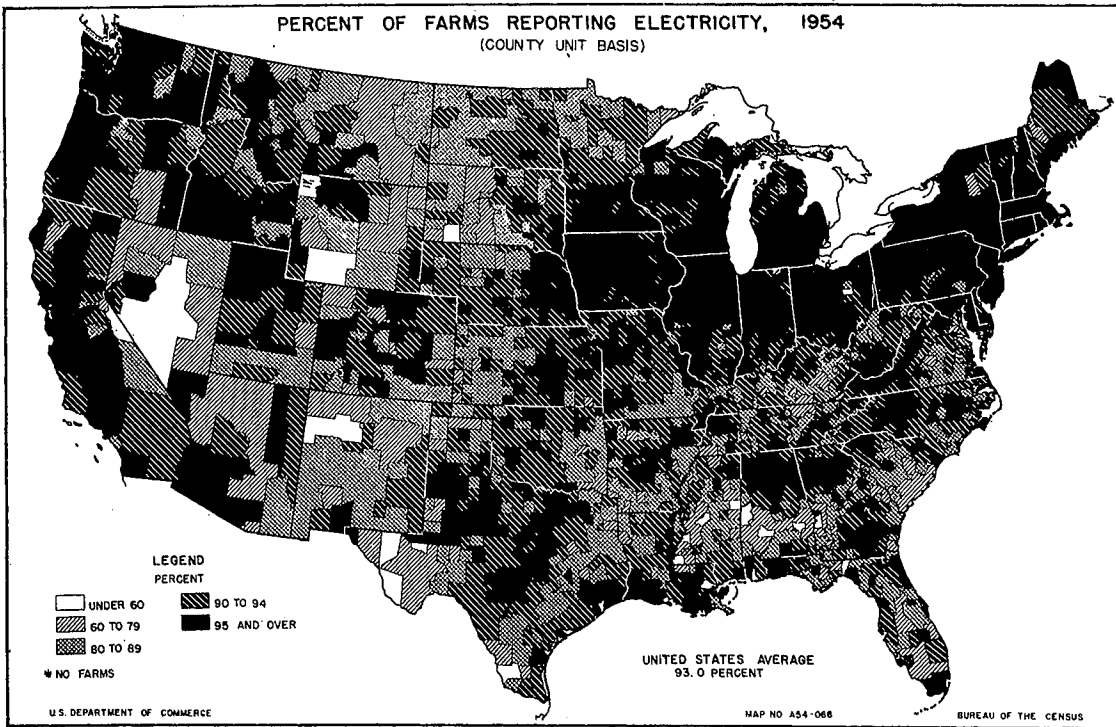 PERCENT OF FARMS REPORTING ELECTRICITY, 1954
(COUNTY UNIT BASIS)
LEGEND
PERCENT
UNDER 60
60 TO 79
80 TO 89
90 TO 94
95 AND OVER
* NO FARMS
UNITED STATES AVERAGE
93.0 PERCENT
U.S. DEPARTMENT OF COMMERCE
MAP NO A54-066
BUREAU OF THE CENSUS